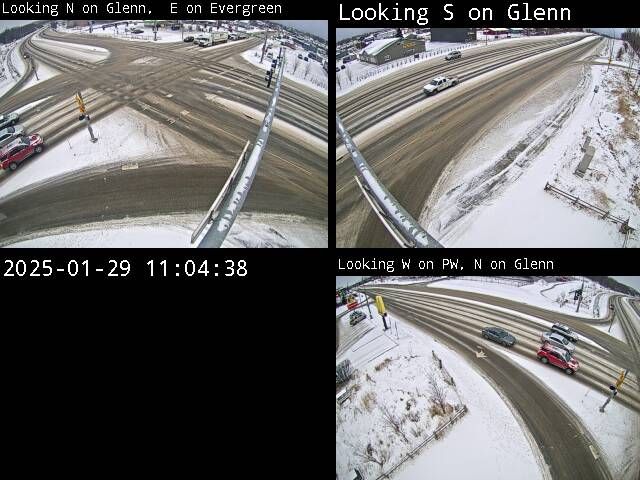 Looking N on Glenn,  E on Evergreen
Looking S on Glenn
2025-01-29 11:04:38
Looking W on PW, N on Glenn